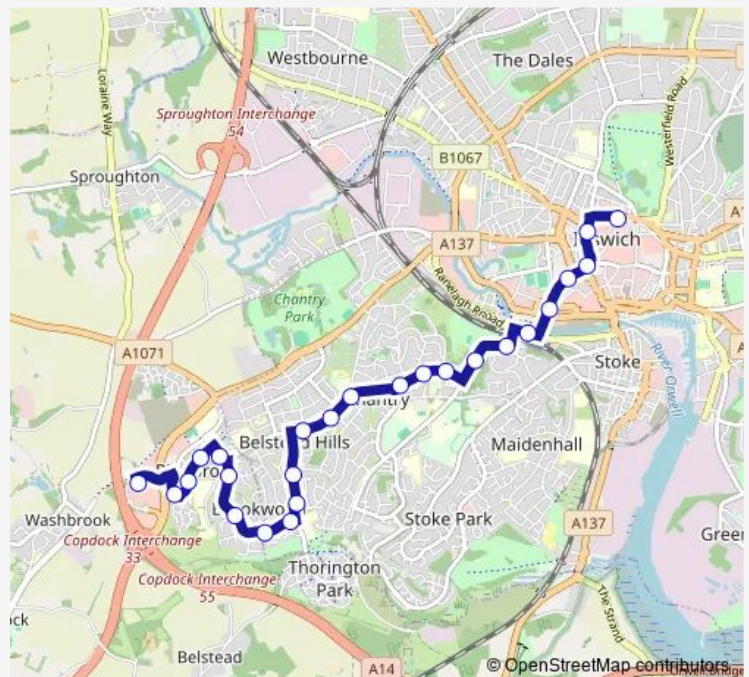 Westbourne
The Dales
Loraine Way
Westerfield Road
Sproughton Interchange
54
B1067
Sproughton
A137
Ranelagh Road
Chantry
Park
A1071
Stoke
River Orwell
Belstead Hills
Maidenhall
Washbrook
Copdock Interchange
33
Stoke Park
A137
Copdock Interchange
55
Thorington
Park
The Strand
Belstead
A14
© OpenStreetMap contributors